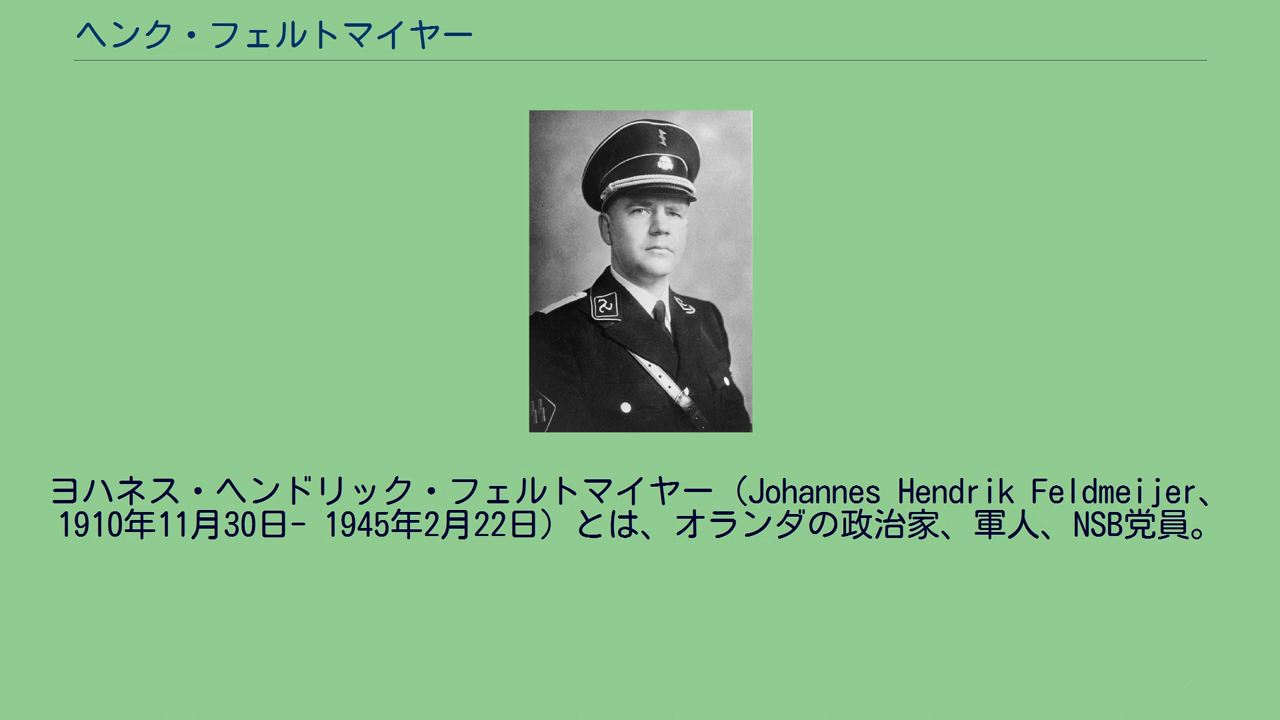 ヘンク・フェルトマイヤー
ヨハネス・ヘンドリック・フェルトマイヤー（Johannes Hendrik Feldmeijer、
1910年11月30日- 1945年2月22日）とは、オランダの政治家、軍人、NSB党員。